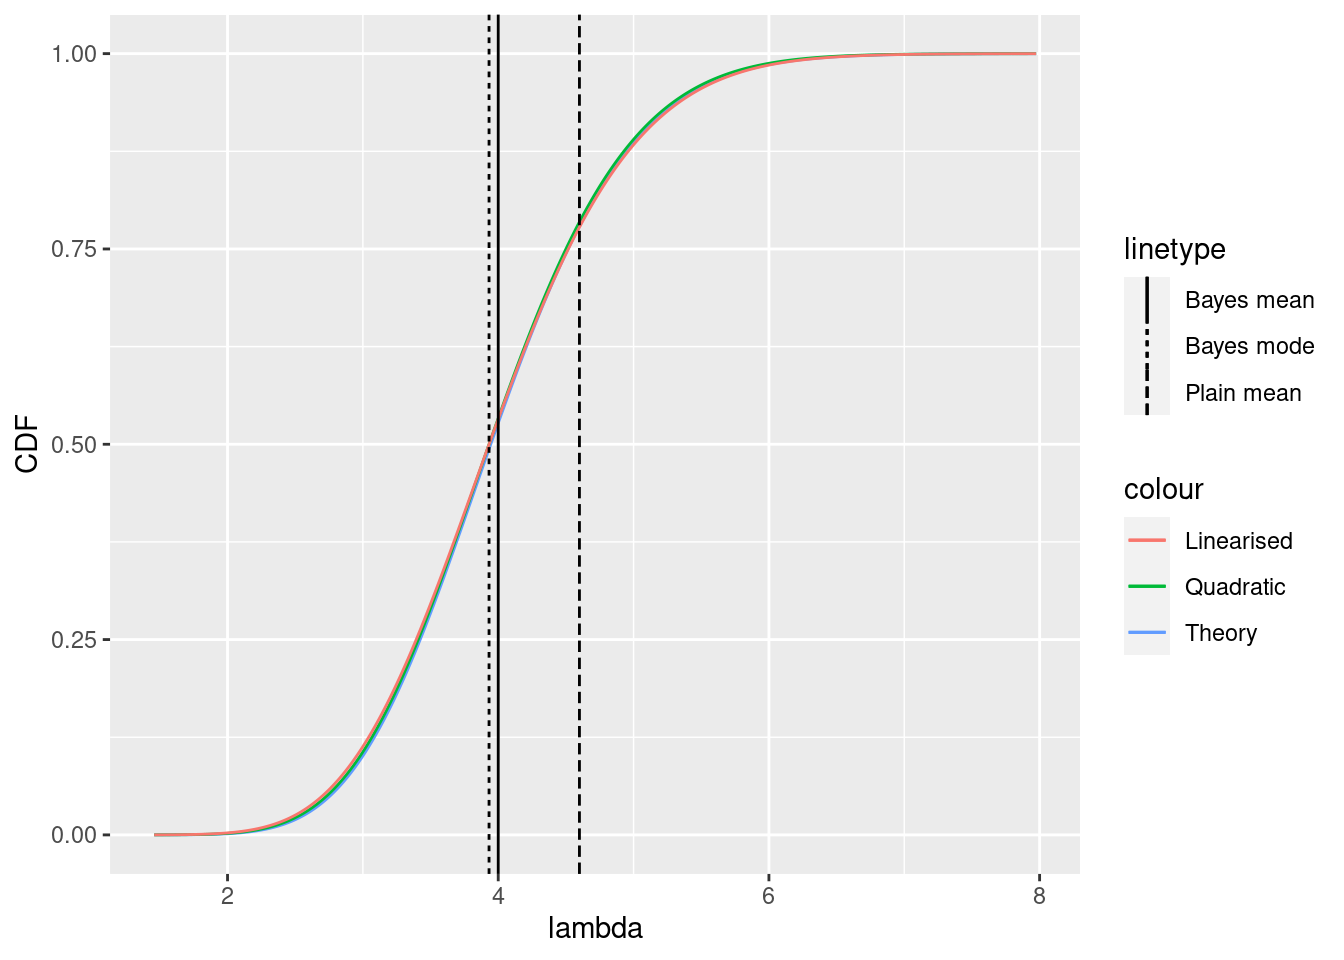 1.00
0.75
0.50
0.25
0.00
CDF
2 4 6 8
lambda
linetype
Bayes mean
Bayes mode
Plain mean
colour
Linearised
Quadratic
Theory